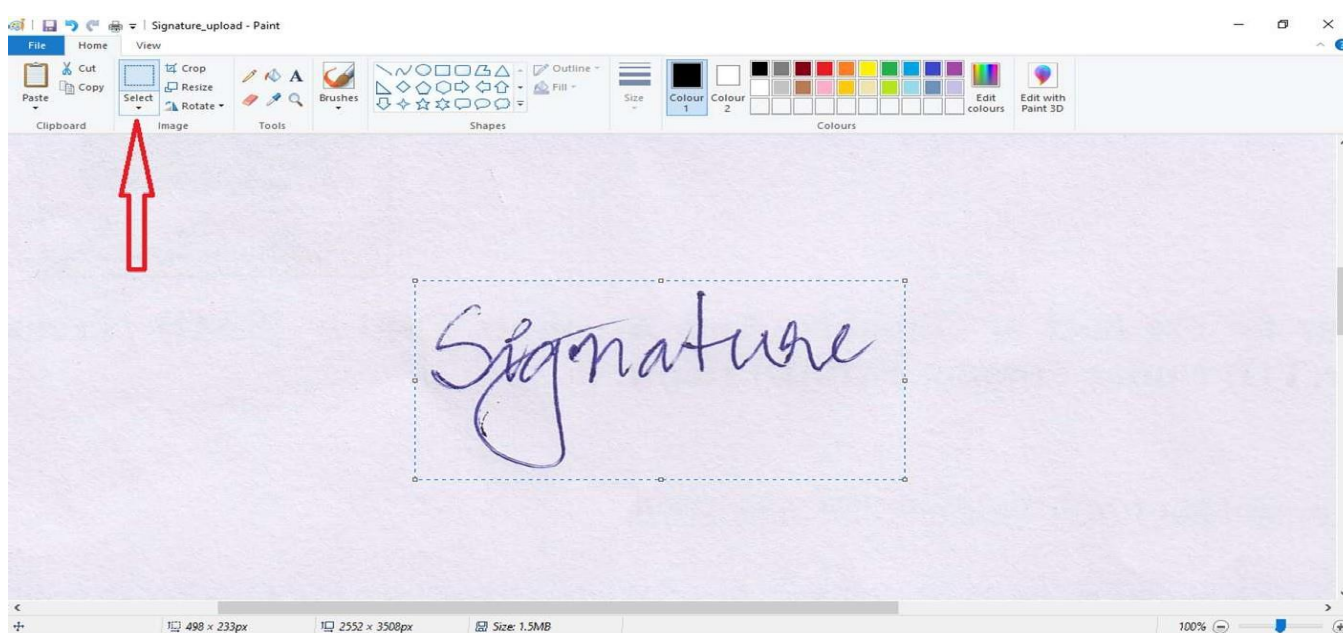 Signature_upload - Paint
File Home View
Cut
Copy
Paste
Clipboard
Select
Crop
Resize
Rotate
Image
A
Tools
Brushes
Shapes
Outline
Fill
Size
Colour 1
Colour 2
Colours
Edit colours
Edit with Paint 3D
Signature
498 × 233px 2552 × 3508px Size: 1.5MB 100%